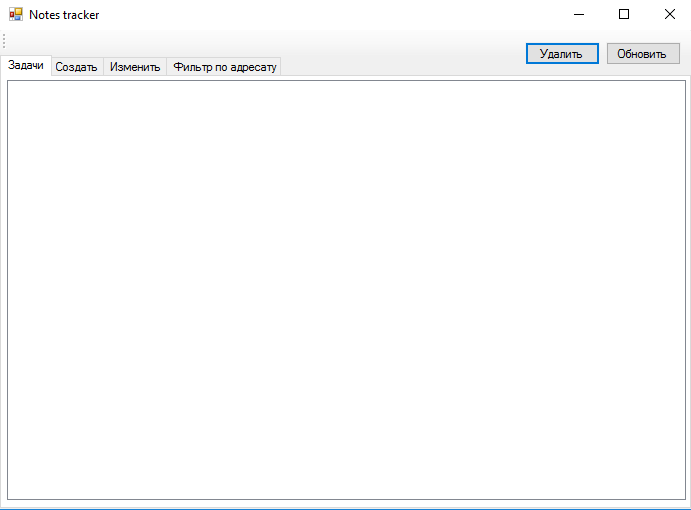 Notes tracker
Удалить Обновить
Задачи Создать Изменить Фильтр по адресату